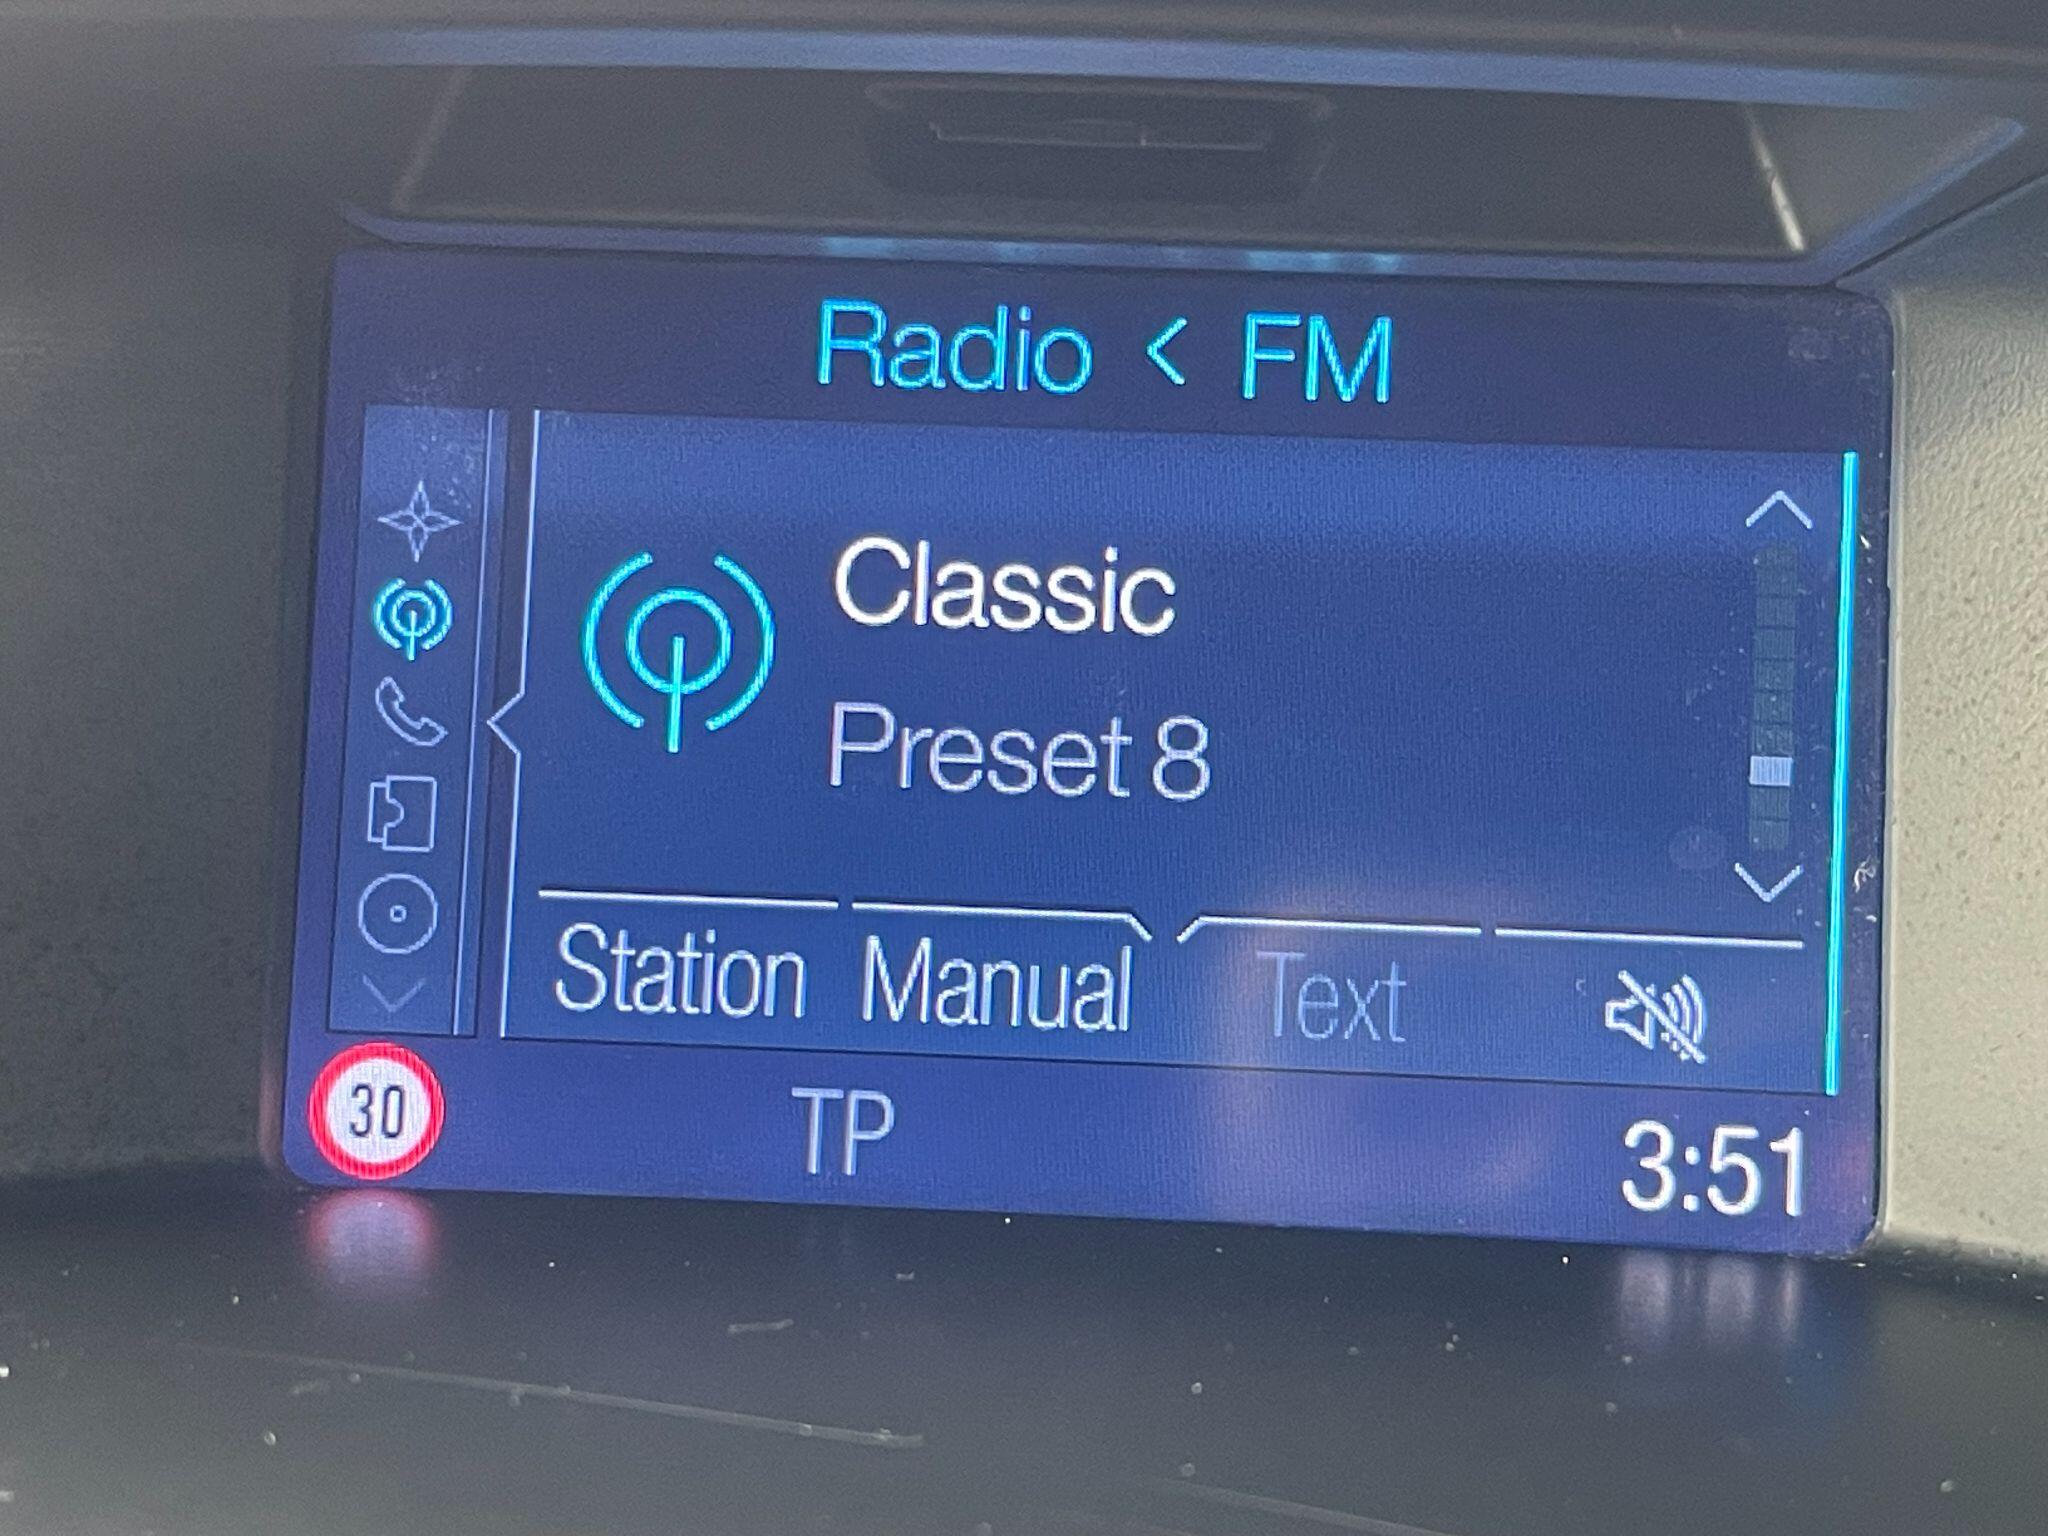 Radio < FM
Classic
Preset 8
Station Manual Text
30 TP 3:51